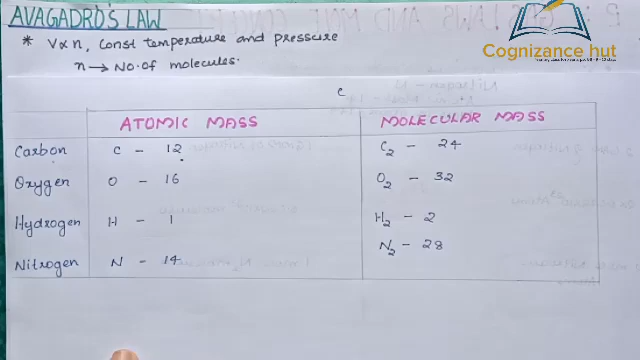 AVAGADRO'S LAW
* V∝n, Const temperature and pressure
n → No. of molecules.
Cognizance hut
c
ATOMIC MASS MOLECULAR MASS
Carbon C - 12 C₂ - 24
Oxygen O - 16 O₂ - 32
Hydrogen H - 1 H₂ - 2
Nitrogen N - 14 N₂ - 28